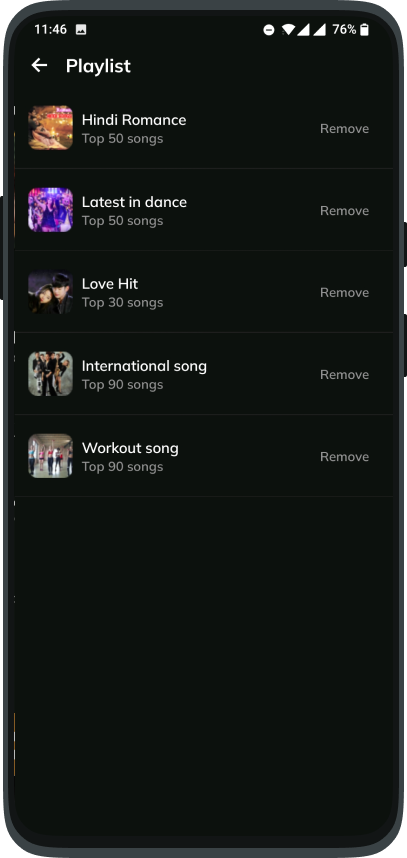 11:46
76%
Playlist
Hindi Romance
Top 50 songs
Remove
Latest in dance
Top 50 songs
Remove
Love Hit
Top 30 songs
Remove
International song
Top 90 songs
Remove
Workout song
Top 90 songs
Remove